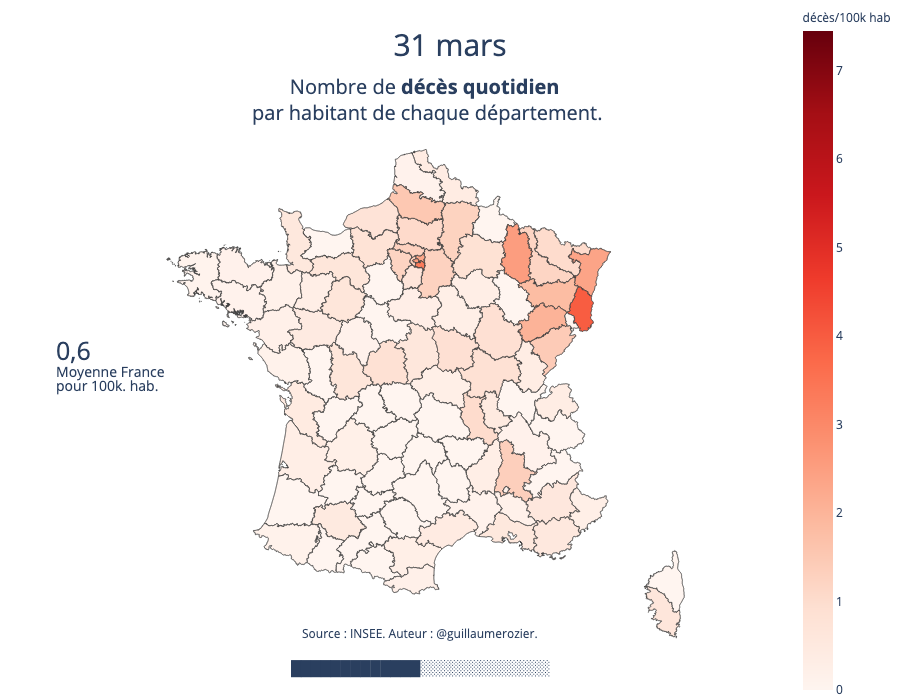 31 mars
Nombre de décès quotidien
par habitant de chaque département.
décès/100k hab
7
6
5
4
3
2
1
0
0,6
Moyenne France
pour 100k. hab.
Source : INSEE. Auteur : @guillaumerozier.